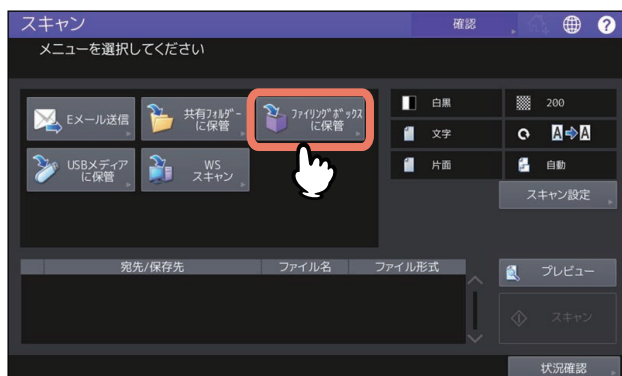 スキャン
確認
?
メニューを選択してください
Eメール送信
共有フォルダーに保管
ファイリングボックスに保管
白黒
200
文字
A⇒A
片面
自動
USBメディアに保管
WSスキャン
スキャン設定
宛先/保存先 ファイル名 ファイル形式
プレビュー
スキャン
状況確認